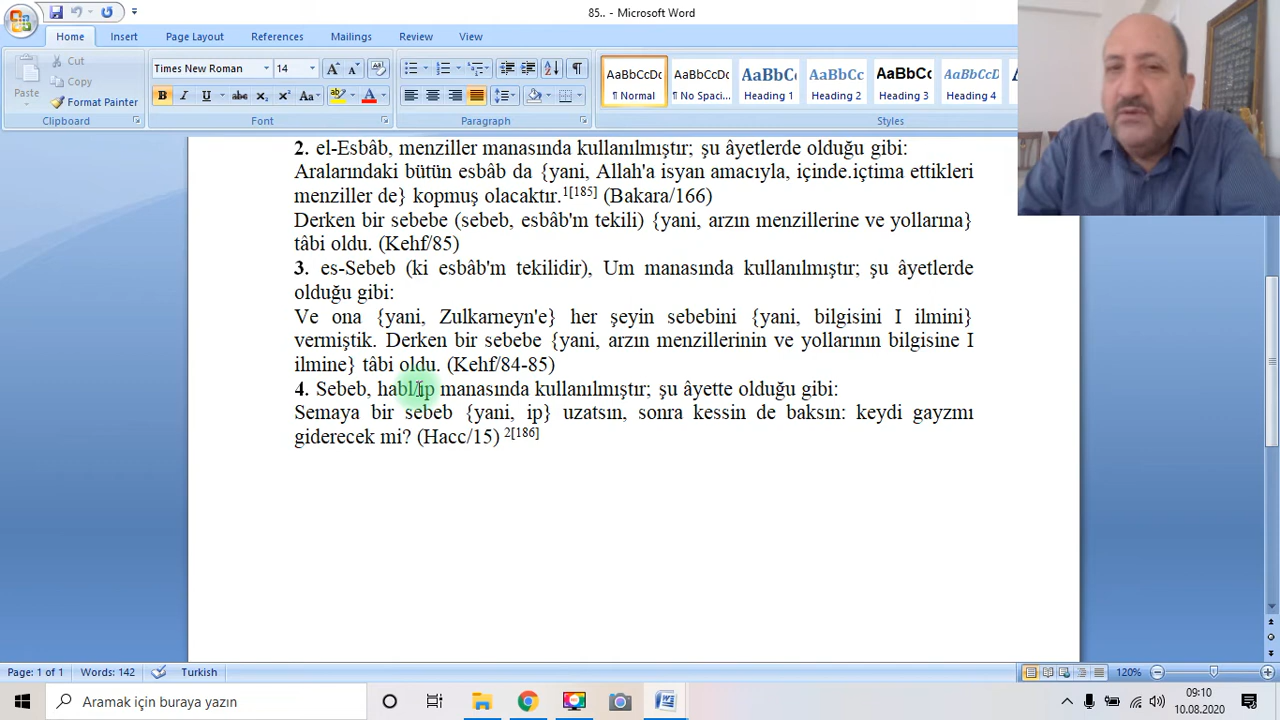 85.. - Microsoft Word
Home Insert Page Layout References Mailings Review View
Paste Cut Copy Format Painter Clipboard
Times New Roman 14 Font
Paragraph
AaBbCcDc ¶ Normal
AaBbCcDc ¶ No Spaci...
AaBbC Heading 1
AaBbCc Heading 2
AaBbCc Heading 3
AaBbCcD Heading 4
Styles
2. el-Esbâb, menziller manasında kullanılmıştır; şu âyetlerde olduğu gibi:
Aralarındaki bütün esbâb da {yani, Allah'a isyan amacıyla, içinde.içtima ettikleri
menziller de} kopmuş olacaktır.1[185] (Bakara/166)
Derken bir sebebe (sebeb, esbâb'm tekili) {yani, arzın menzillerine ve yollarına}
tâbi oldu. (Kehf/85)
3. es-Sebeb (ki esbâb'm tekilidir), Um manasında kullanılmıştır; şu âyetlerde
olduğu gibi:
Ve ona {yani, Zulkarneyn'e} her şeyin sebebini {yani, bilgisini I ilmini}
vermiştik. Derken bir sebebe {yani, arzın menzillerinin ve yollarının bilgisine I
ilmine} tâbi oldu. (Kehf/84-85)
4. Sebeb, habl/ip manasında kullanılmıştır; şu âyette olduğu gibi:
Semaya bir sebeb {yani, ip} uzatsın, sonra kessin de baksın: keydi gayzmı
giderecek mi? (Hacc/15) 2[186]
Page: 1 of 1 Words: 142 Turkish 120%
Aramak için buraya yazın
09:10
10.08.2020